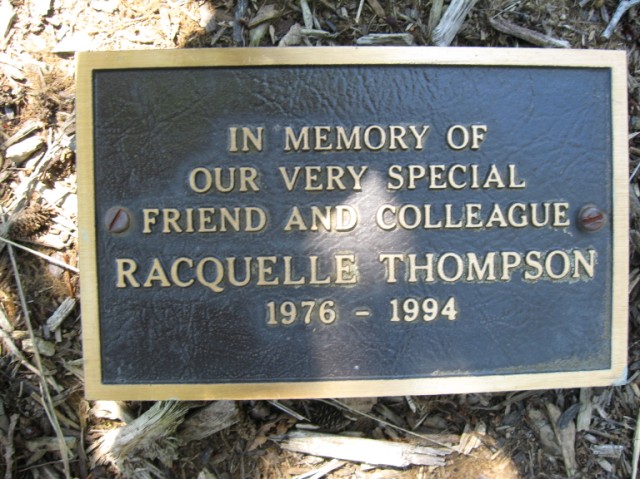 IN MEMORY OF
OUR VERY SPECIAL
FRIEND AND COLLEAGUE
RACQUELLE THOMPSON
1976 - 1994